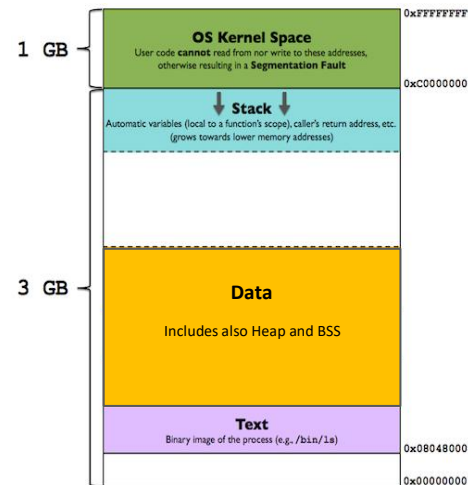 0xFFFFFFFF
1 GB
OS Kernel Space
User code cannot read from nor write to these addresses,
otherwise resulting in a Segmentation Fault
0xC0000000
Stack
Automatic variables (local to a function's scope), caller's return address, etc.
(grows towards lower memory addresses)
3 GB
Data
Includes also Heap and BSS
Text
Binary image of the process (e.g., /bin/ls)
0x08048000
0x00000000